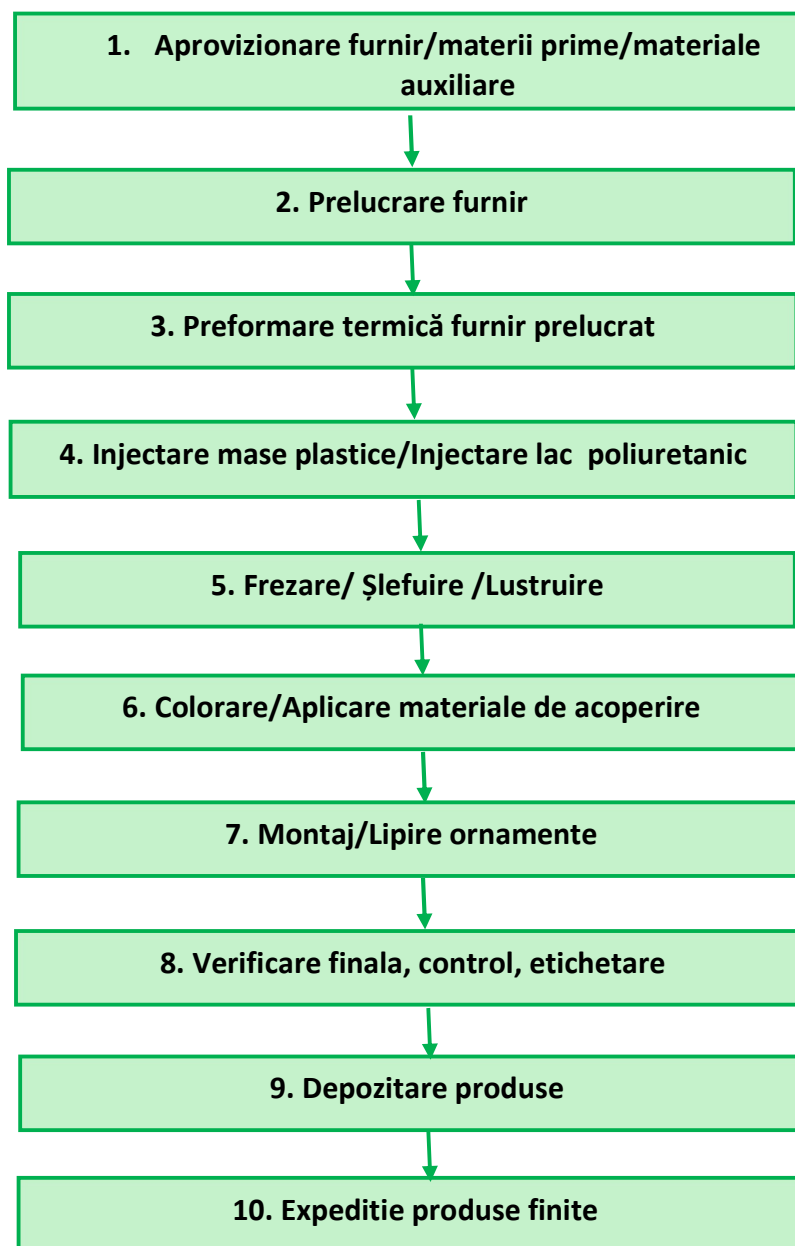 1. Aprovizionare furnir/materii prime/materiale
auxiliare
2. Prelucrare furnir
3. Preformare termică furnir prelucrat
4. Injectare mase plastice/Injectare lac poliuretanic
5. Frezare/ Șlefuire /Lustruire
6. Colorare/Aplicare materiale de acoperire
7. Montaj/Lipire ornamente
8. Verificare finala, control, etichetare
9. Depozitare produse
10. Expeditie produse finite